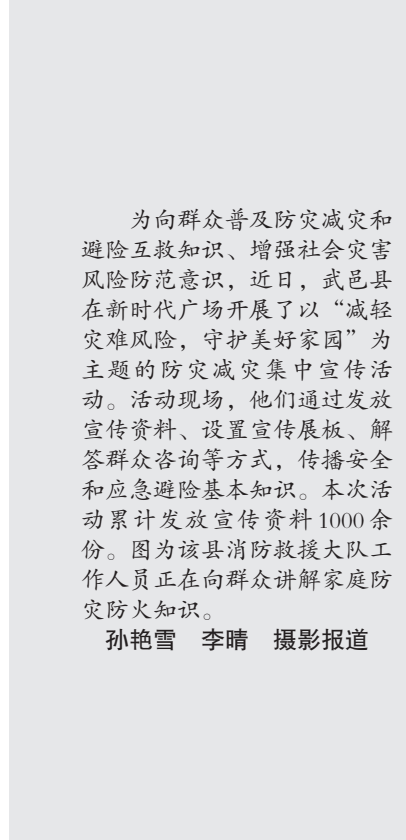 为向群众普及防灾减灾和
避险互救知识、增强社会灾害
风险防范意识，近日，武邑县
在新时代广场开展了以“减轻
灾难风险，守护美好家园”为
主题的防灾减灾集中宣传活
动。活动现场，他们通过发放
宣传资料、设置宣传展板、解
答群众咨询等方式，传播安全
和应急避险基本知识。本次活
动累计发放宣传资料1000余
份。图为该县消防救援大队工
作人员正在向群众讲解家庭防
灾防火知识。
孙艳雪 李晴 摄影报道